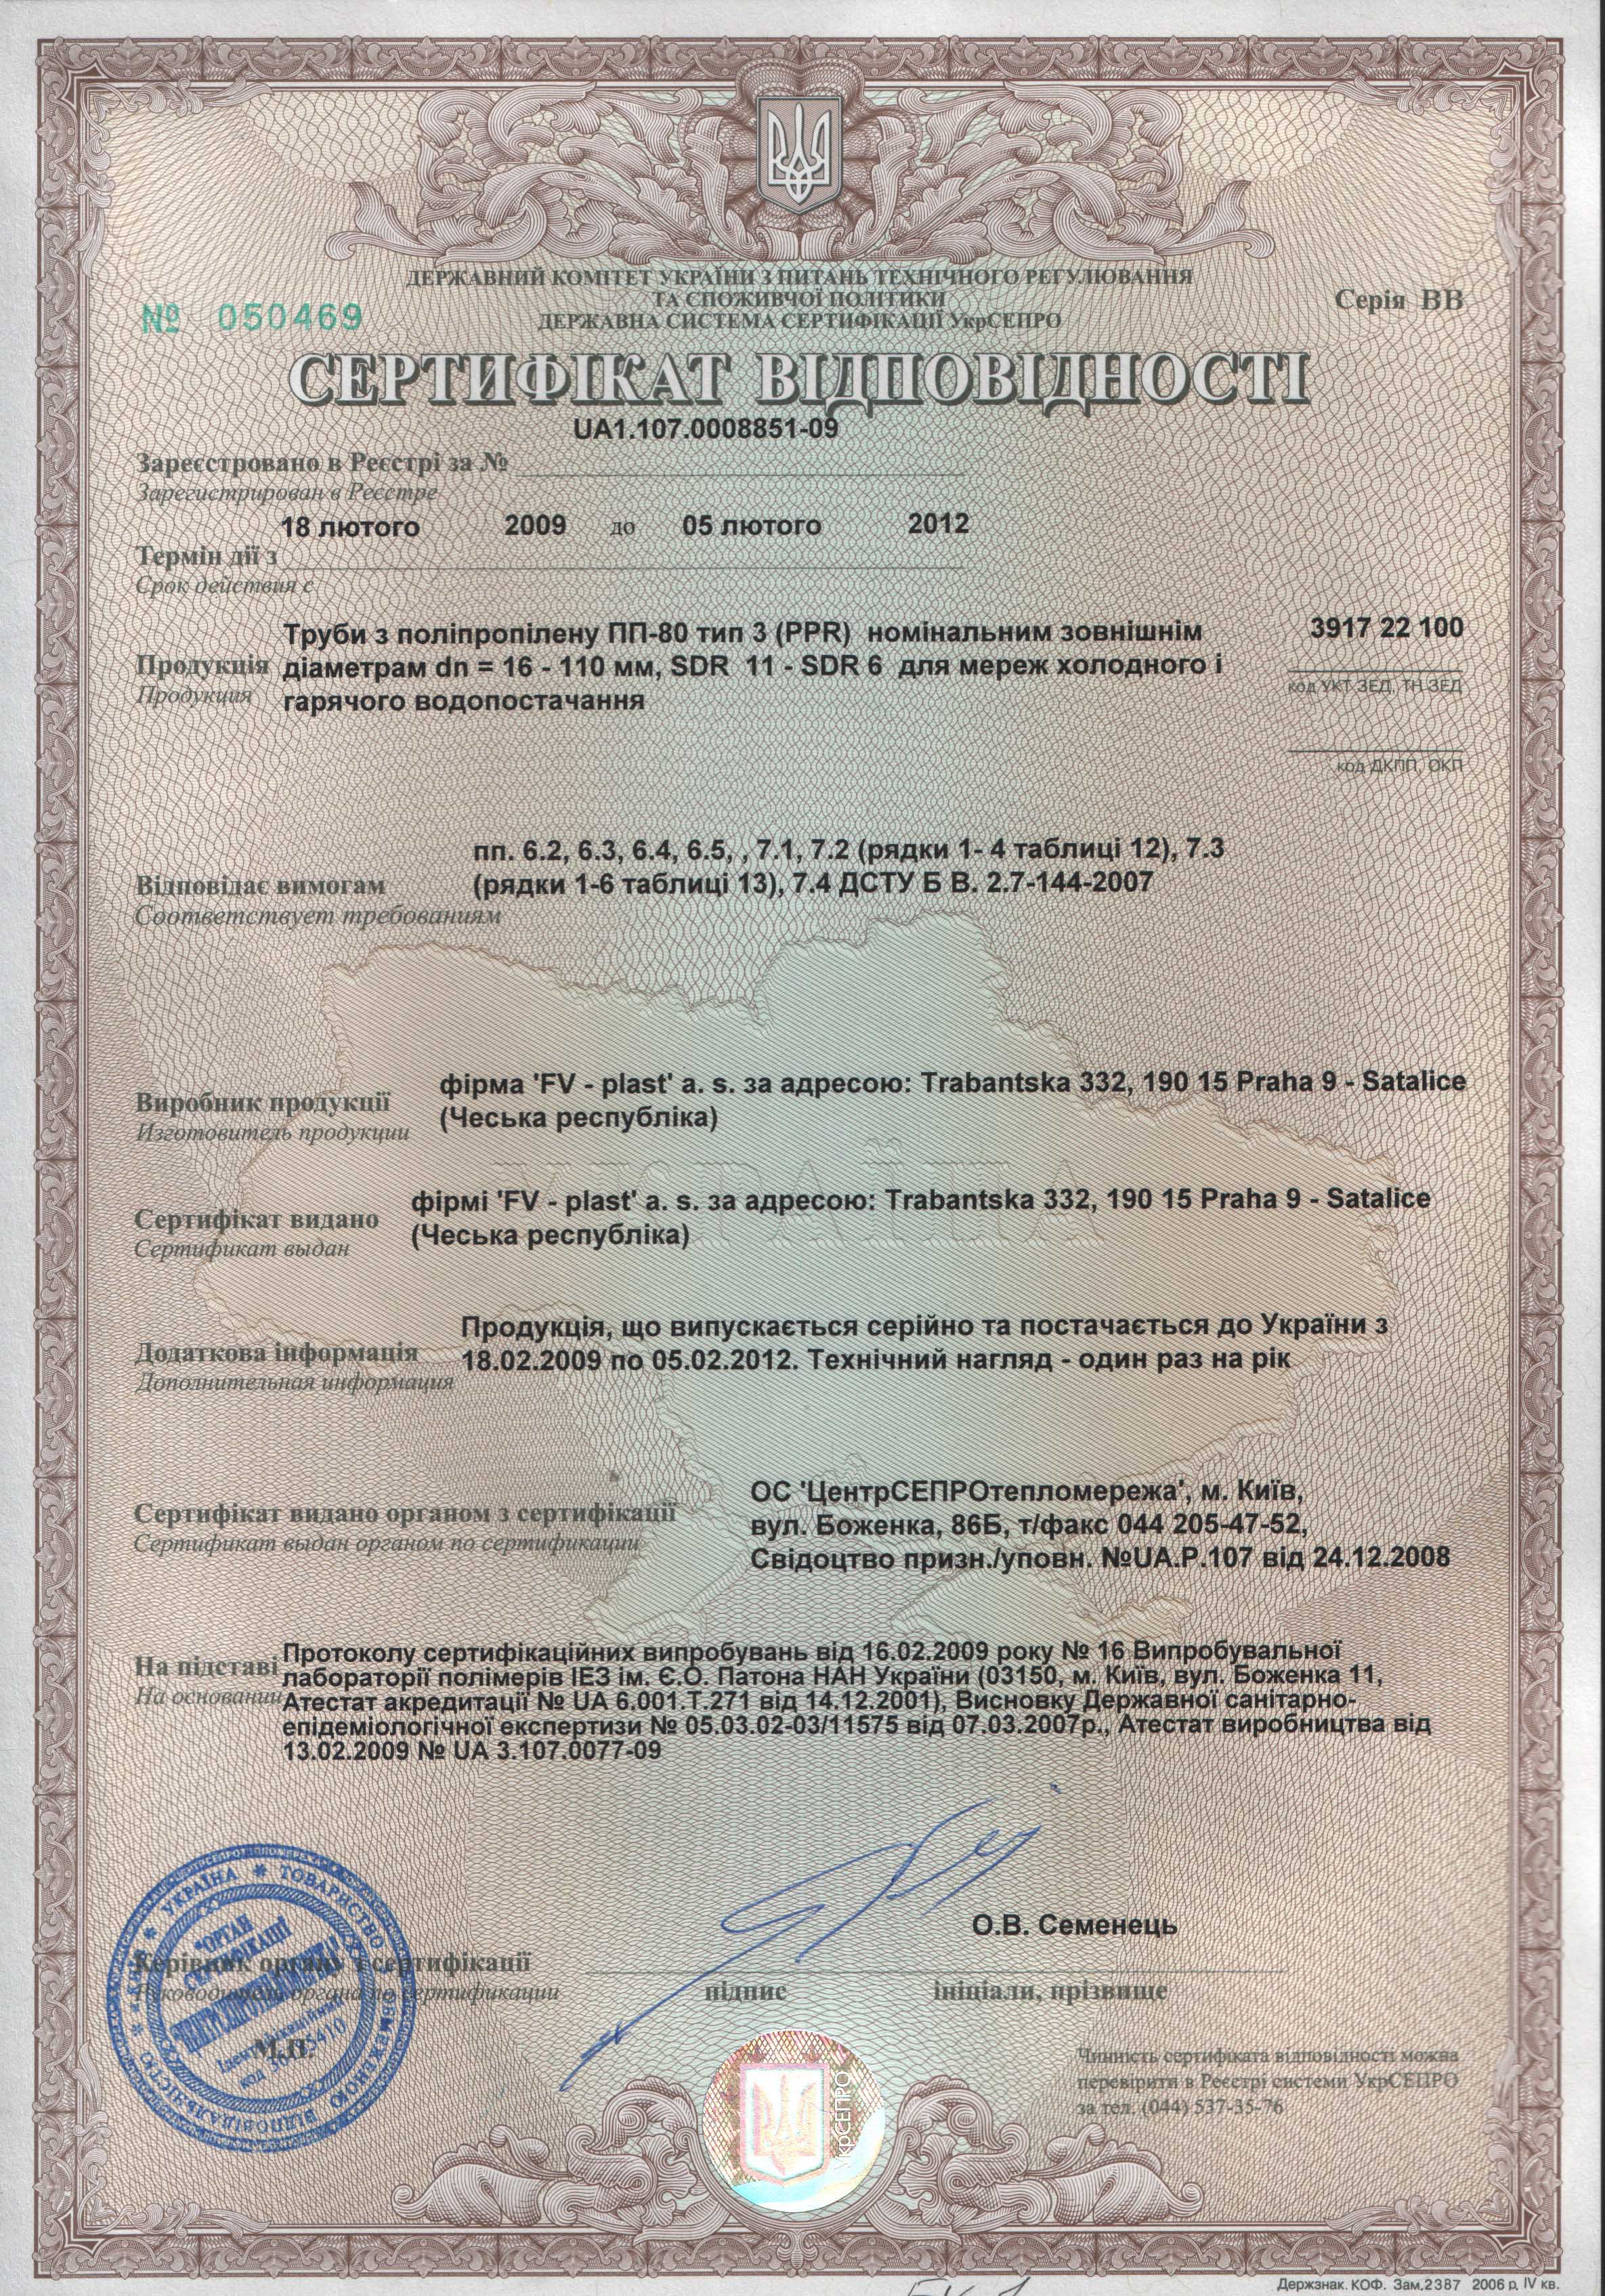 ДЕРЖАВНИЙ КОМІТЕТ УКРАЇНИ З ПИТАНЬ ТЕХНІЧНОГО РЕГУЛЮВАННЯ
ТА СПОЖИВЧОЇ ПОЛІТИКИ
ДЕРЖАВНА СИСТЕМА СЕРТИФІКАЦІЇ УкрСЕПРО
№ 050469
Серія ВВ
СЕРТИФІКАТ ВІДПОВІДНОСТІ
UA1.107.0008851-09
Зареєстровано в Реєстрі за №
Зарегистрирован в Реєстре
18 лютого 2009 до 05 лютого 2012
Термін дії з
Срок действия с
Труби з поліпропілену ПП-80 тип 3 (PPR) номінальним зовнішнім
Продукція діаметрам dn = 16 - 110 мм, SDR 11 - SDR 6 для мереж холодного і
Продукция гарячого водопостачання
3917 22 100
код УКТ ЗЕД, ТН ЗЕД
код ДКПП, ОКП
пп. 6.2, 6.3, 6.4, 6.5, , 7.1, 7.2 (рядки 1- 4 таблиці 12), 7.3
Відповідає вимогам (рядки 1-6 таблиці 13), 7.4 ДСТУ Б В. 2.7-144-2007
Соответствует требованиям
фірма 'FV - plast' a. s. за адресою: Trabantska 332, 190 15 Praha 9 - Satalice
Виробник продукції (Чеська республіка)
Изготовитель продукции
УКРАЇНА
фірмі 'FV - plast' a. s. за адресою: Trabantska 332, 190 15 Praha 9 - Satalice
Сертифікат видано (Чеська республіка)
Сертификат выдан
Продукція, що випускається серійно та постачається до України з
Додаткова інформація 18.02.2009 по 05.02.2012. Технічний нагляд - один раз на рік
Дополнительная информация
ОС 'ЦентрСЕПРОтепломережа', м. Київ,
Сертифікат видано органом з сертифікації вул. Боженка, 86Б, т/факс 044 205-47-52,
Сертификат выдан органом по сертификации Свідоцтво призн./уповн. №UA.P.107 від 24.12.2008
Протоколу сертифікаційних випробувань від 16.02.2009 року № 16 Випробувальної
На підставі лабораторії полімерів ІЕЗ ім. Є.О. Патона НАН України (03150, м. Київ, вул. Боженка 11,
На основании Атестат акредитації № UA 6.001.Т.271 від 14.12.2001), Висновку Державної санітарно-
епідеміологічної експертизи № 05.03.02-03/11575 від 07.03.2007р., Атестат виробництва від
13.02.2009 № UA 3.107.0077-09
О.В. Семенець
Керівник органу з сертифікації
Руководитель органа по сертификации
підпис
ініціали, прізвище
М.П.
УКРАЇНА * ТОВАРИСТВО З ОБМЕЖЕНОЮ ВІДПОВІДАЛЬНІСТЮ
"ОРГАН
СЕРТИФІКАЦІЇ
Ідентифікаційний
код
УкрСЕПРО
Чинність сертифіката відповідності можна
перевірити в Реєстрі системи УкрСЕПРО
за тел. (044) 537-35-76
Держзнак. КОФ. Зам.2387 2006 р. IV кв.